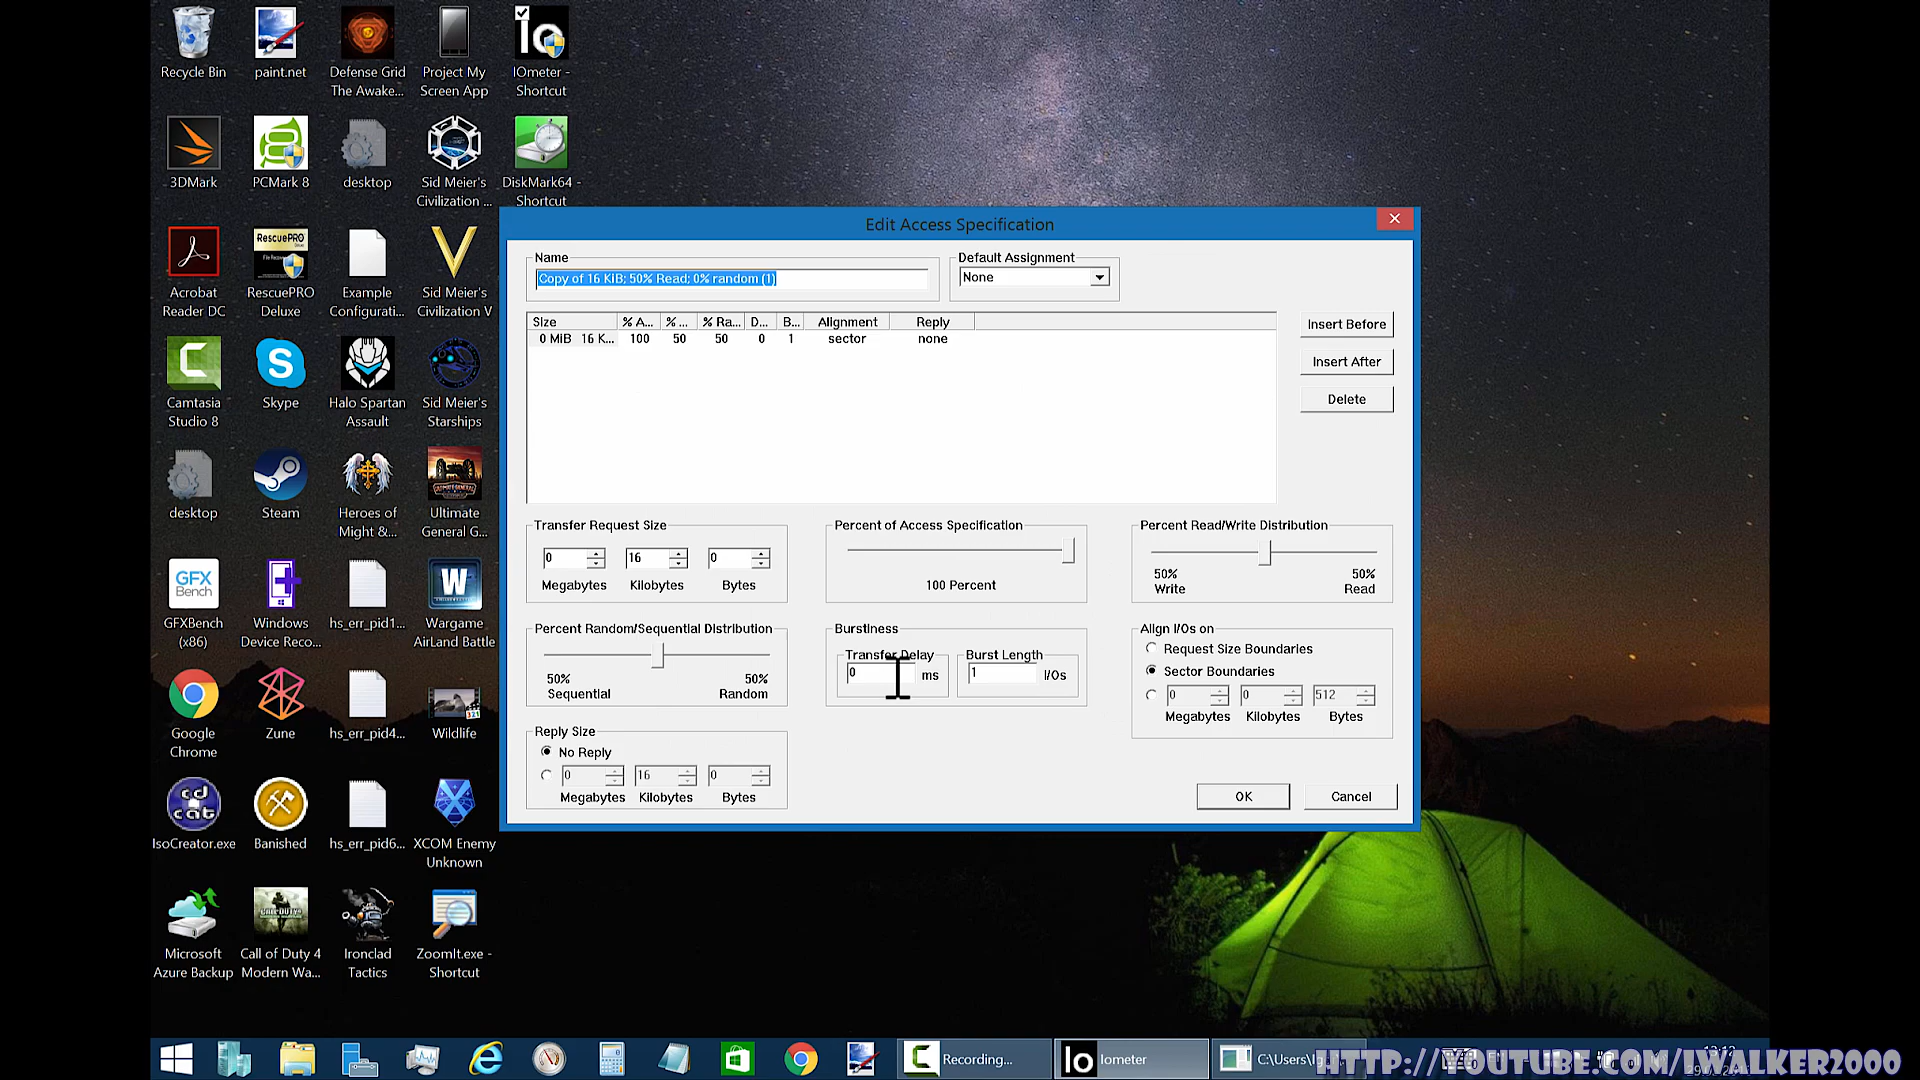 Recycle Bin
paint.net
Defense Grid
The Awake...
Project My
Screen App
IOmeter -
Shortcut
3DMark
PCMark 8
desktop
Sid Meier's
Civilization ...
DiskMark64 -
Shortcut
Acrobat
Reader DC
RescuePRO
RescuePRO
Deluxe
Example
Configurati...
Sid Meier's
Civilization V
Camtasia
Studio 8
Skype
Halo Spartan
Assault
Sid Meier's
Starships
desktop
Steam
Heroes of
Might &...
Ultimate
General G...
GFX
Bench
GFXBench
(x86)
Windows
Device Reco...
hs_err_pid1...
Wargame
AirLand Battle
Google
Chrome
Zune
hs_err_pid4...
Wildlife
cd
cat
IsoCreator.exe
Banished
hs_err_pid6...
XCOM Enemy
Unknown
Microsoft
Azure Backup
Call of Duty 4
Modern Wa...
Ironclad
Tactics
ZoomIt.exe -
Shortcut
Edit Access Specification
Name
Copy of 16 KiB; 50% Read; 0% random (1)
Default Assignment
None
Size % A... % ... % Ra... D... B... Alignment Reply
0 MiB 16 K... 100 50 50 0 1 sector none
Insert Before
Insert After
Delete
Transfer Request Size
0 16 0
Megabytes Kilobytes Bytes
Percent of Access Specification
100 Percent
Percent Read/Write Distribution
50% 50%
Write Read
Percent Random/Sequential Distribution
50% 50%
Sequential Random
Burstiness
Transfer Delay
0 ms
Burst Length
1 I/Os
Align I/Os on
Request Size Boundaries
Sector Boundaries
0 0 512
Megabytes Kilobytes Bytes
Reply Size
No Reply
0 16 0
Megabytes Kilobytes Bytes
OK
Cancel
Recording...
Io Iometer
HTTP://YOUTUBE.COM/JWALKER2000